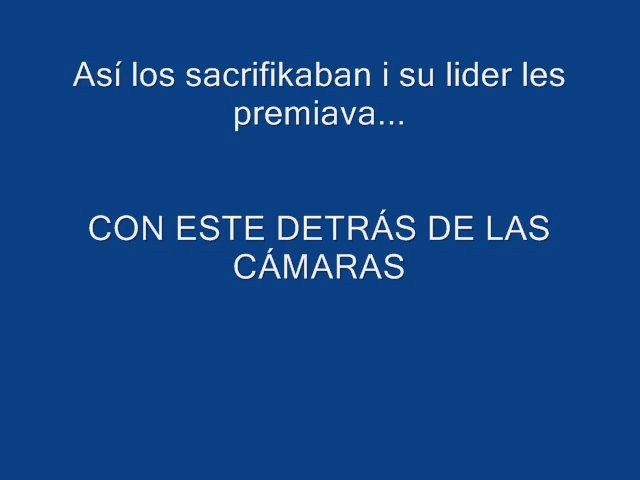 Así los sacrifikaban i su lider les
premiava...
CON ESTE DETRÁS DE LAS
CÁMARAS